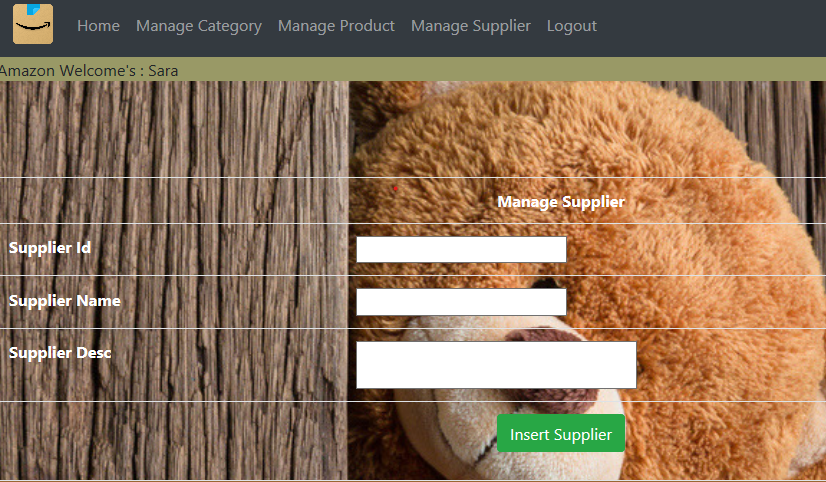 Home Manage Category Manage Product Manage Supplier Logout
Amazon Welcome's : Sara
Manage Supplier
Supplier Id
Supplier Name
Supplier Desc
Insert Supplier